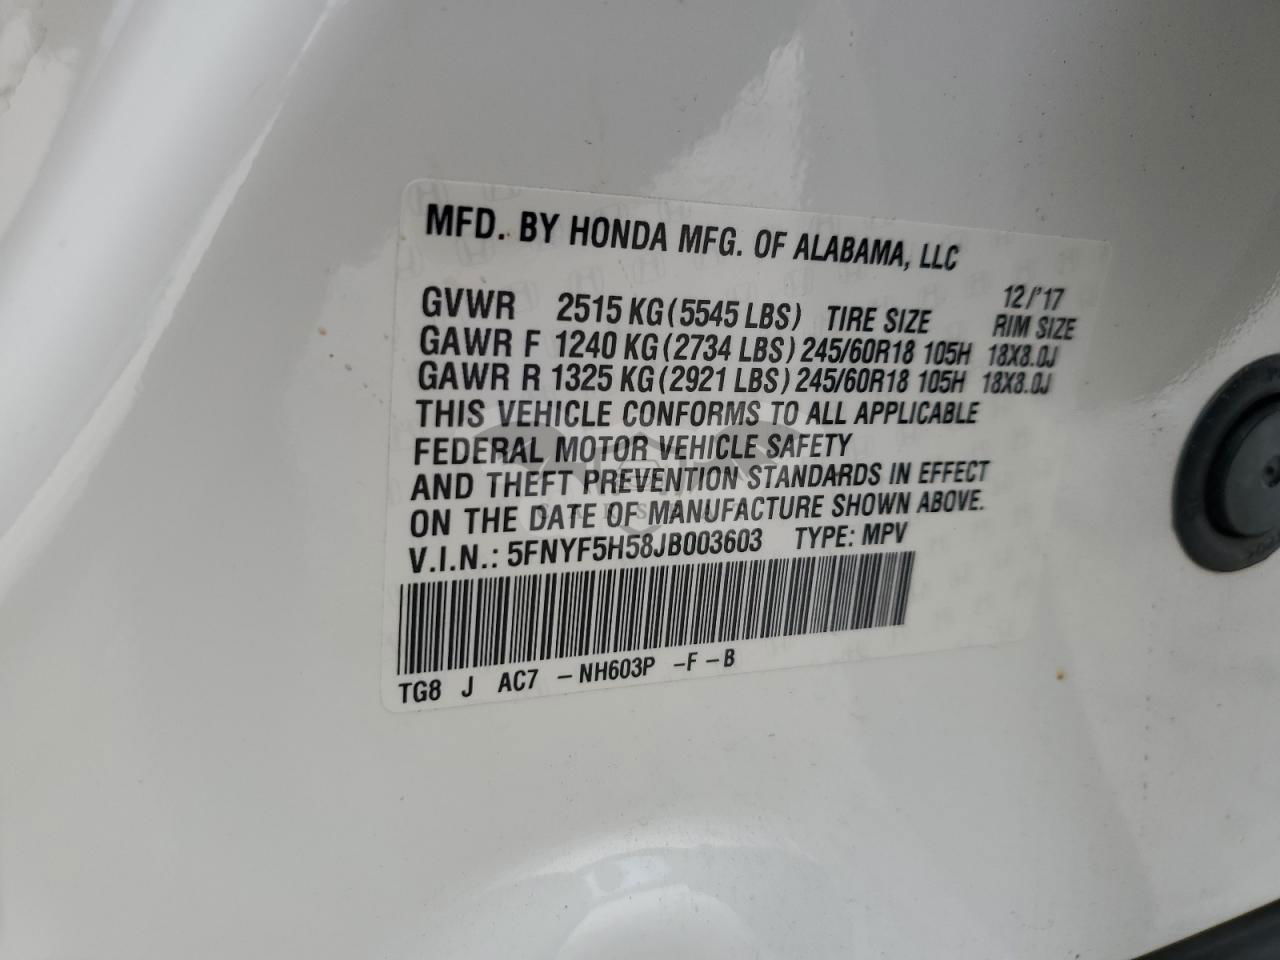 MFD. BY HONDA MFG. OF ALABAMA, LLC
12/'17
GVWR 2515 KG (5545 LBS) TIRE SIZE RIM SIZE
GAWR F 1240 KG (2734 LBS) 245/60R18 105H 18X8.0J
GAWR R 1325 KG (2921 LBS) 245/60R18 105H 18X8.0J
THIS VEHICLE CONFORMS TO ALL APPLICABLE
FEDERAL MOTOR VEHICLE SAFETY
AND THEFT PREVENTION STANDARDS IN EFFECT
ON THE DATE OF MANUFACTURE SHOWN ABOVE.
V.I.N.: 5FNYF5H58JB003603 TYPE: MPV
TG8 J AC7 -NH603P -F-B